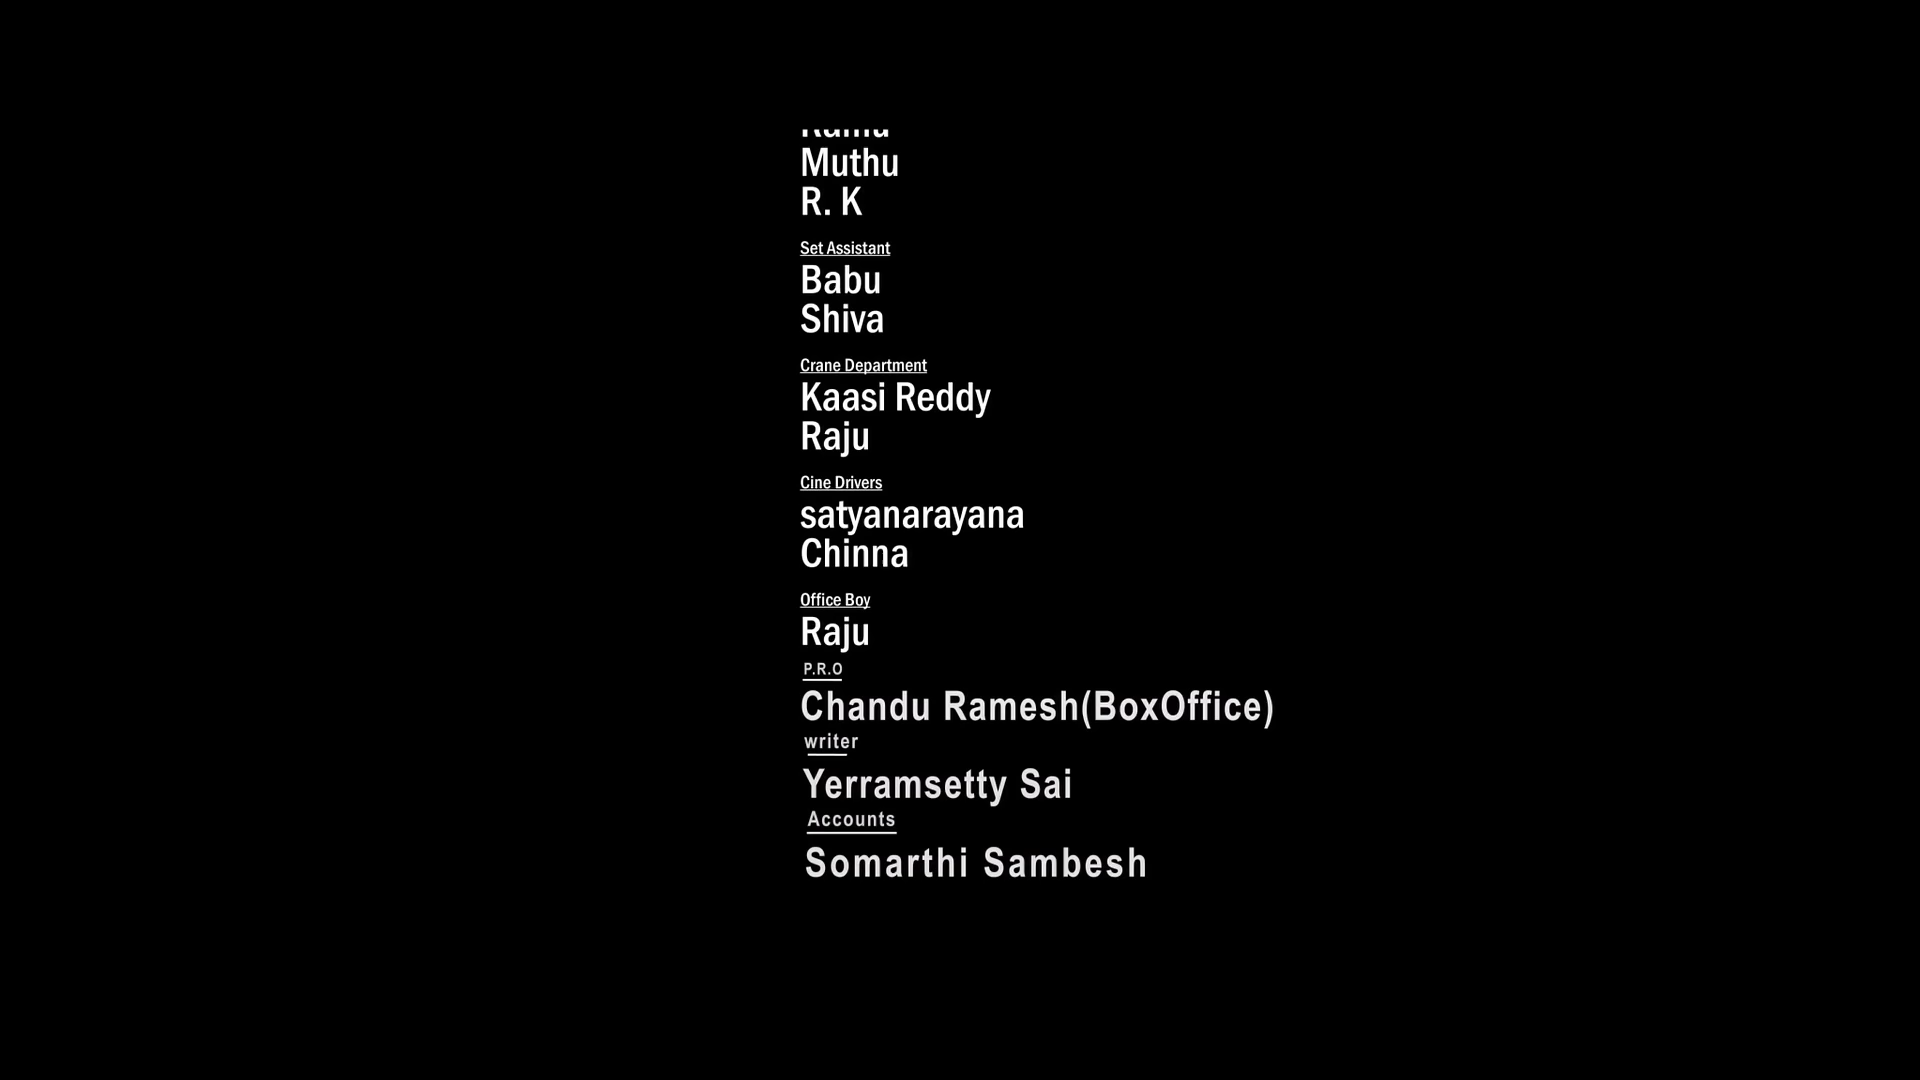 Muthu
R. K
Set Assistant
Babu
Shiva
Crane Department
Kaasi Reddy
Raju
Cine Drivers
satyanarayana
Chinna
Office Boy
Raju
P.R.O
Chandu Ramesh(BoxOffice)
writer
Yerramsetty Sai
Accounts
Somarthi Sambesh